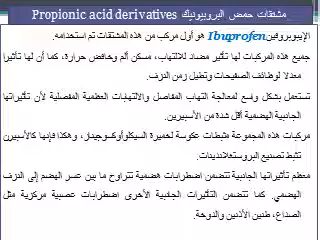 مشتقات حمض البروبيونيك Propionic acid derivatives
الإيبوبروفين Ibuprofen هو أول مركب من هذه المشتقات تم استخدامه.
جميع هذه المركبات لها تأثير مضاد للالتهاب، مسكن ألم وخافض حرارة، كما أن لها تأثيرا
معدلا لوظائف الصفيحات وتطيل زمن النزف.
تستعمل بشكل واسع لمعالجة التهاب المفاصل والالتهابات العظمية المفصلية لأن تأثيراتها
الجانبية الهضمية أقل شدة من الأسبيرين.
مركبات هذه المجموعة مثبطات عكوسة لخميرة السيكلوأوكسوجيناز، وهكذا فإنها كالأسبيرين
تثبط تصنيع البروستغلاندينات.
معظم تأثيراتها الجانبية تتضمن اضطرابات هضمية تتراوح ما بين عسر الهضم إلى النزف
الهضمي. كما تتضمن التأثيرات الجانبية الأخرى اضطرابات عصبية مركزية مثل
الصداع، طنين الأذنين والدوخة.